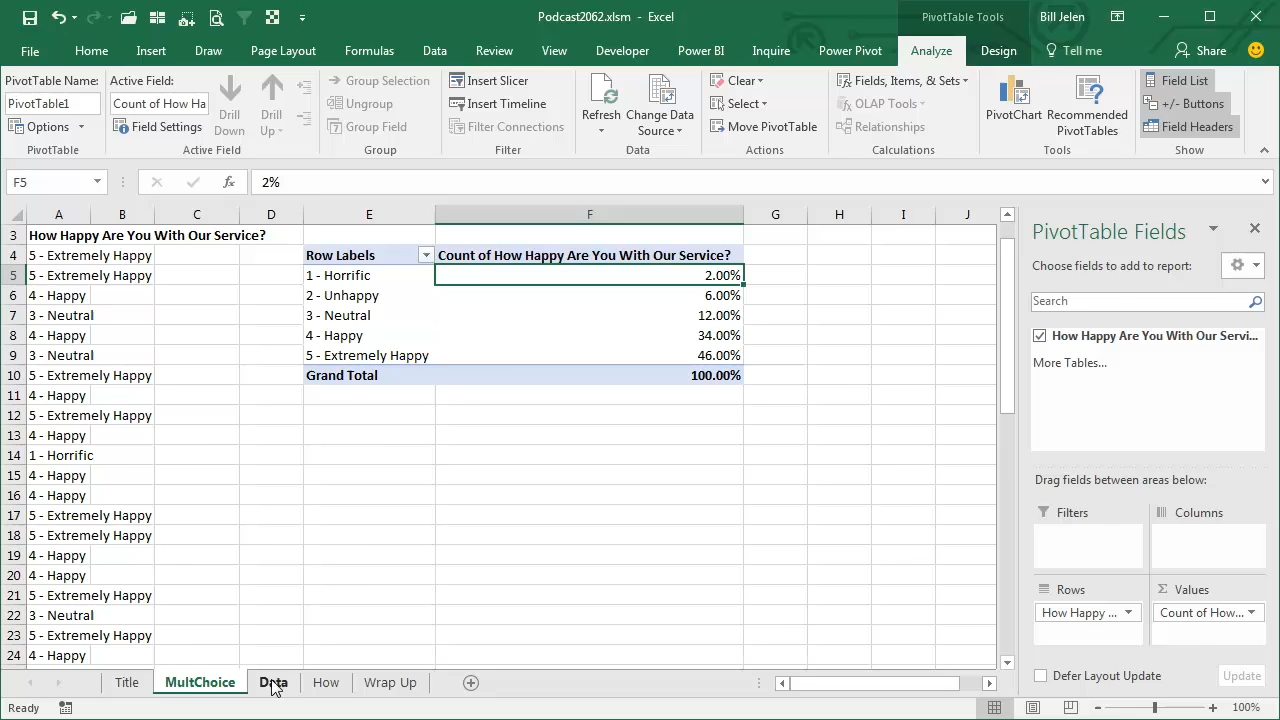 Podcast2062.xlsm - Excel
PivotTable Tools
Bill Jelen
File Home Insert Draw Page Layout Formulas Data Review View Developer Power BI Inquire Power Pivot Analyze Design Tell me Share
PivotTable Name:
PivotTable1
Options
PivotTable
Active Field:
Count of How Ha
Field Settings
Drill Down
Drill Up
Active Field
Group Selection
Ungroup
Group Field
Group
Insert Slicer
Insert Timeline
Filter Connections
Filter
Refresh
Change Data Source
Data
Clear
Select
Move PivotTable
Actions
Fields, Items, & Sets
OLAP Tools
Relationships
Calculations
PivotChart
Recommended PivotTables
Tools
Field List
+/- Buttons
Field Headers
Show
F5
fx
2%
A B C D E F G H I J
3 How Happy Are You With Our Service?
4 5 - Extremely Happy Row Labels Count of How Happy Are You With Our Service?
5 5 - Extremely Happy 1 - Horrific 2.00%
6 4 - Happy 2 - Unhappy 6.00%
7 3 - Neutral 3 - Neutral 12.00%
8 4 - Happy 4 - Happy 34.00%
9 3 - Neutral 5 - Extremely Happy 46.00%
10 5 - Extremely Happy Grand Total 100.00%
11 4 - Happy
12 5 - Extremely Happy
13 4 - Happy
14 1 - Horrific
15 4 - Happy
16 4 - Happy
17 5 - Extremely Happy
18 5 - Extremely Happy
19 4 - Happy
20 4 - Happy
21 5 - Extremely Happy
22 3 - Neutral
23 5 - Extremely Happy
24 4 - Happy
PivotTable Fields
Choose fields to add to report:
Search
How Happy Are You With Our Servi...
More Tables...
Drag fields between areas below:
Filters
Columns
Rows
Σ Values
How Happy ...
Count of How...
Defer Layout Update
Update
Title MultChoice Data How Wrap Up
Ready
100%